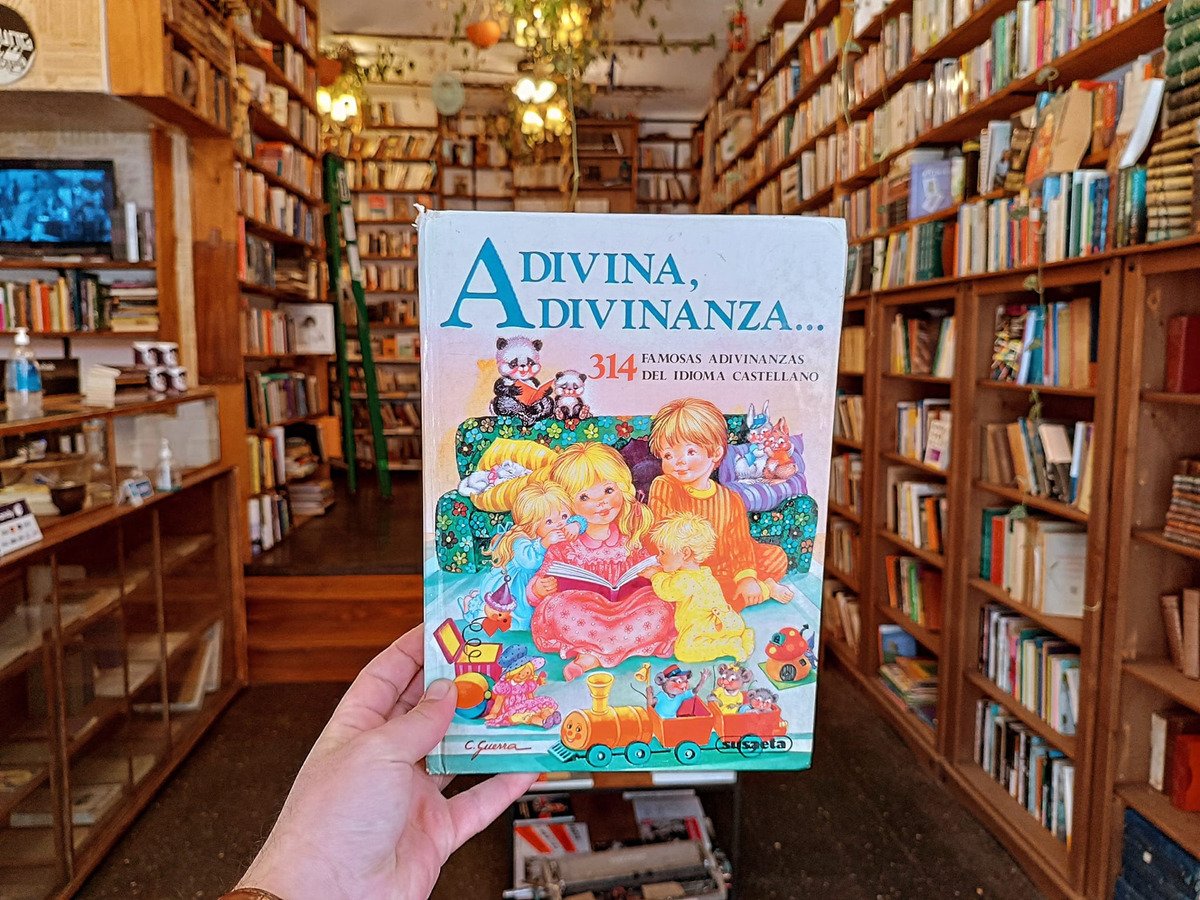 ADIVINA,
ADIVINANZA...
314 FAMOSAS ADIVINANZAS
DEL IDIOMA CASTELLANO
C. Guerra
susaeta